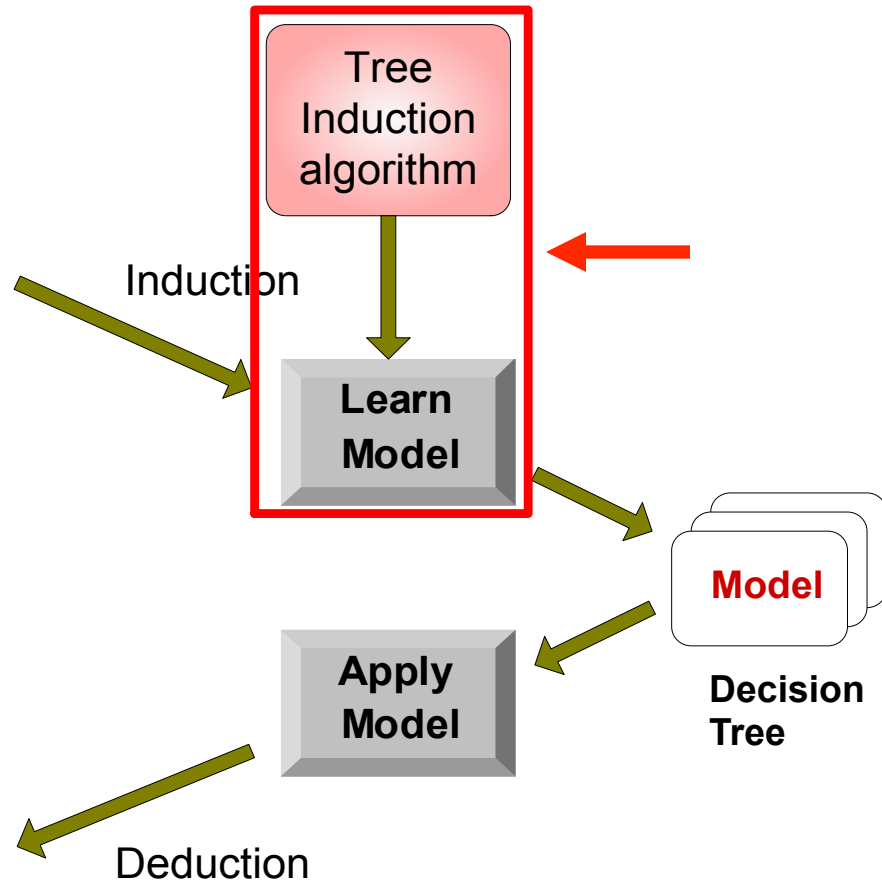 Tree
Induction
algorithm
Induction
Learn
Model
Model
Apply
Model
Decision
Tree
Deduction